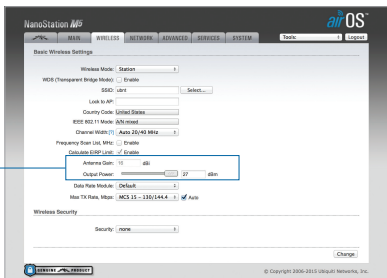 NanoStation M5
airOS™
MAIN WIRELESS NETWORK ADVANCED SERVICES SYSTEM Tools: Logout
Basic Wireless Settings
Wireless Mode: Station
WDS (Transparent Bridge Mode): Enable
SSID: ubnt Select...
Lock to AP:
Country Code: United States
IEEE 802.11 Mode: A/N mixed
Channel Width:[?] Auto 20/40 MHz
Frequency Scan List, MHz: Enable
Calculate EIRP Limit: Enable
Antenna Gain: 16 dBi
Output Power: 27 dBm
Data Rate Module: Default
Max TX Rate, Mbps: MCS 15 - 130/144.4 Auto
Wireless Security
Security: none
Change
GENUINE PRODUCT
© Copyright 2006-2015 Ubiquiti Networks, Inc.